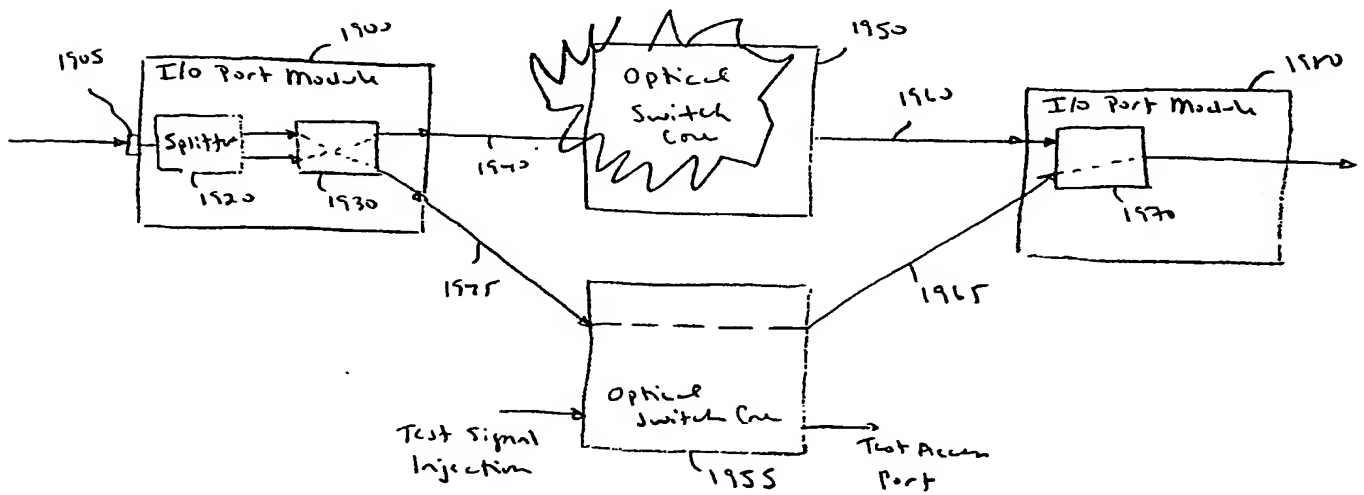 1905
1900
I/O Port Module
Splitter
1920
1930
1940
1975
Optical
Switch
Core
1950
1960
1965
1980
I/O Port Module
1970
Optical
Switch Core
1955
Test Signal
Injection
Test Access
Port